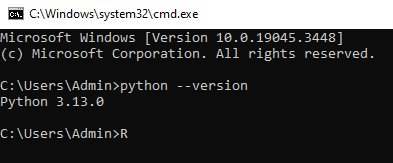 C:\Windows\system32\cmd.exe
Microsoft Windows [Version 10.0.19045.3448]
(c) Microsoft Corporation. All rights reserved.
C:\Users\Admin>python --version
Python 3.13.0
C:\Users\Admin>R